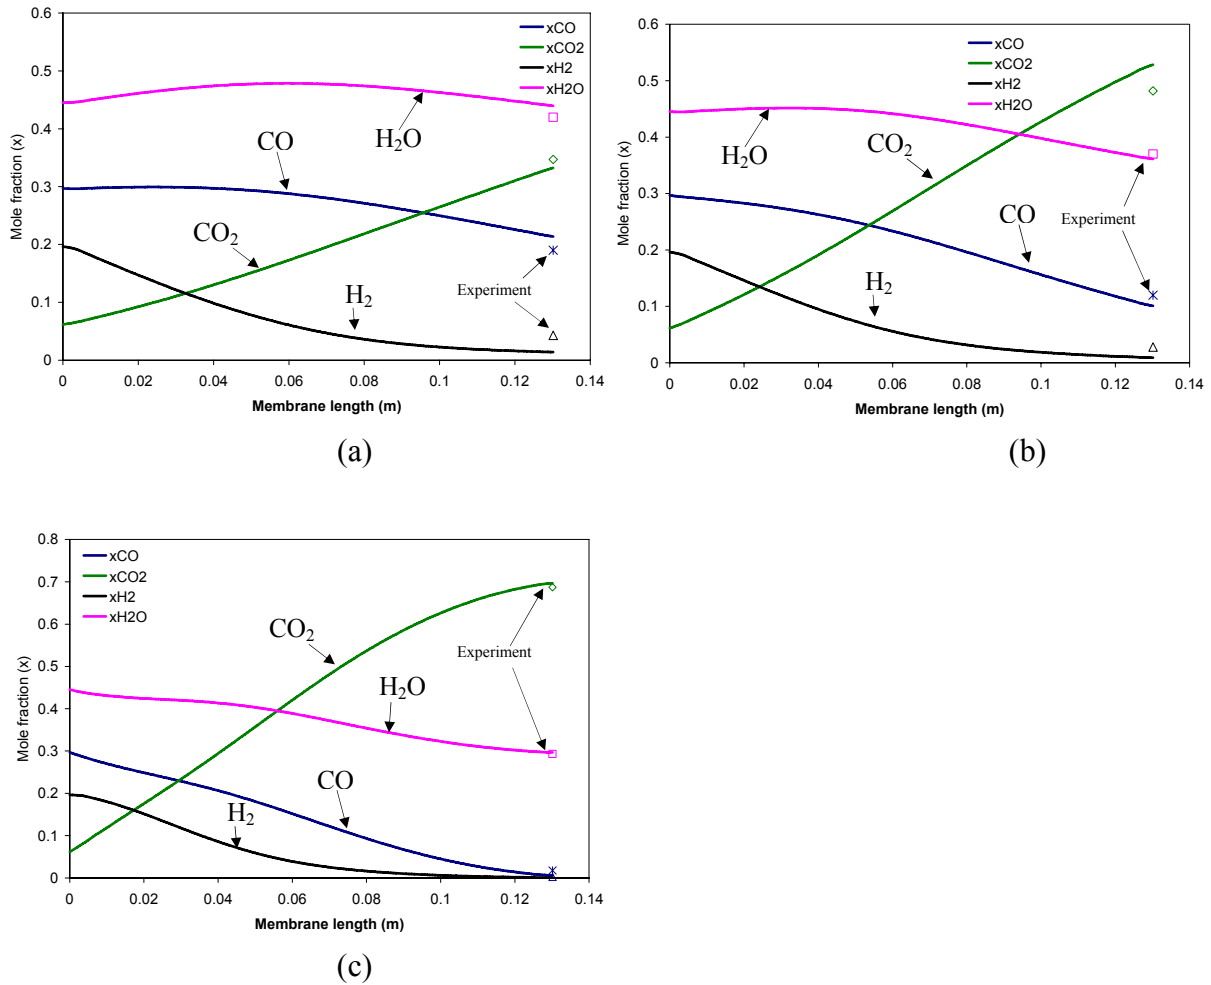 0.6
0.5
0.4
0.3
0.2
0.1
0
Mole fraction (x)
xCO
xCO2
xH2
xH2O
H₂O
CO
CO₂
H₂
Experiment
0 0.02 0.04 0.06 0.08 0.1 0.12 0.14
Membrane length (m)
(a)
0.6
0.5
0.4
0.3
0.2
0.1
0
Mole fraction (x)
xCO
xCO2
xH2
xH2O
H₂O
CO₂
CO
H₂
Experiment
0 0.02 0.04 0.06 0.08 0.1 0.12 0.14
Membrane length (m)
(b)
0.8
0.7
0.6
0.5
0.4
0.3
0.2
0.1
0
Mole fraction (x)
xCO
xCO2
xH2
xH2O
CO₂
H₂O
CO
H₂
Experiment
0 0.02 0.04 0.06 0.08 0.1 0.12 0.14
Membrane length (m)
(c)